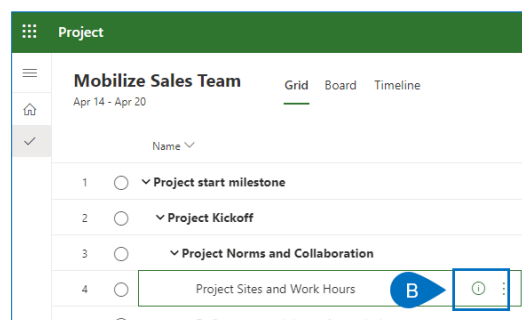 Project
Mobilize Sales Team
Apr 14 - Apr 20
Grid Board Timeline
Name
1 Project start milestone
2 Project Kickoff
3 Project Norms and Collaboration
4 Project Sites and Work Hours
B